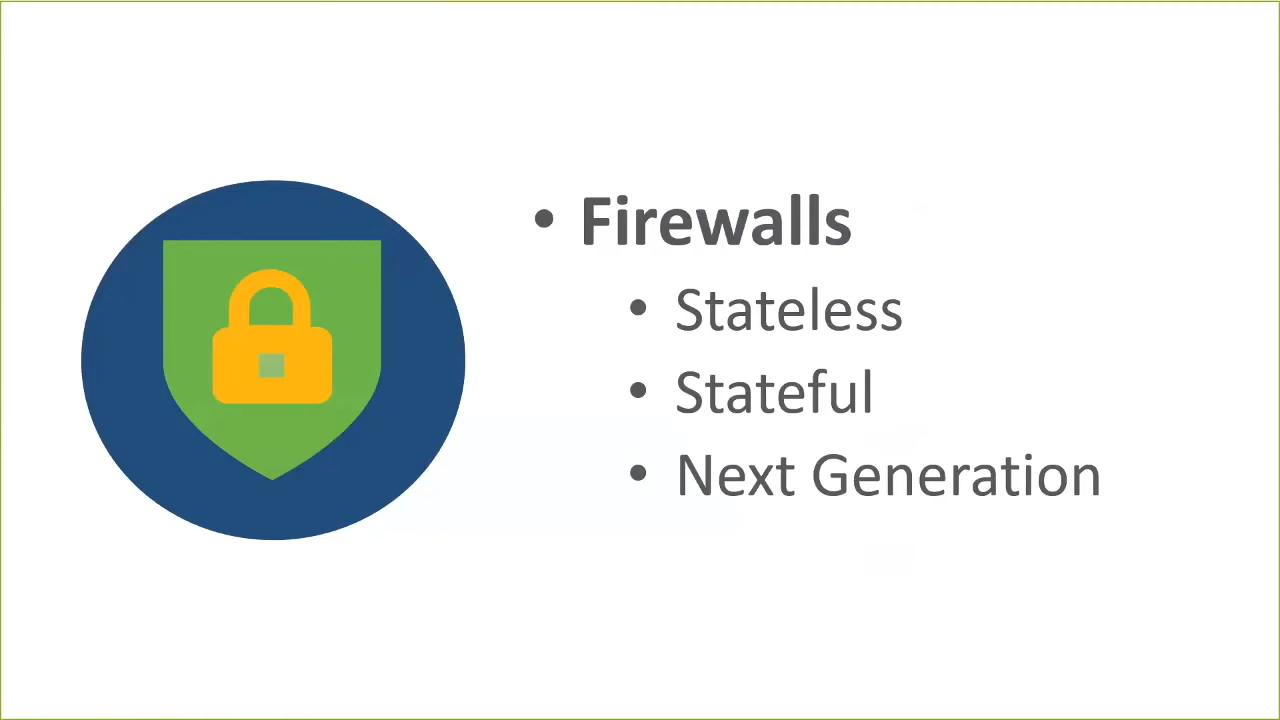 • Firewalls
• Stateless
• Stateful
• Next Generation